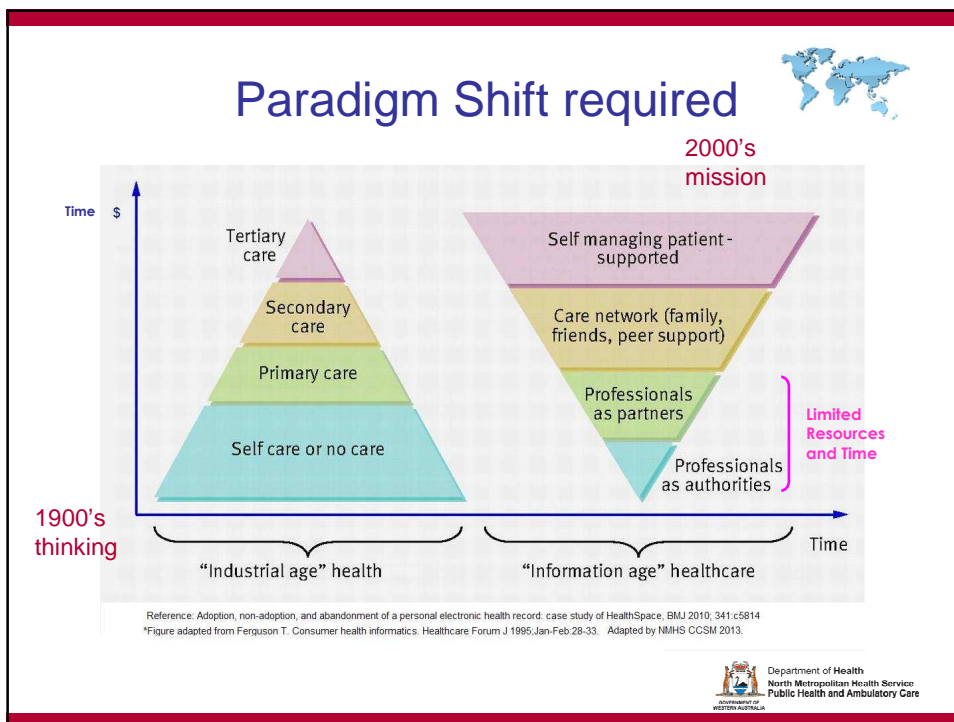 Paradigm Shift required
2000's
mission
Time $
Tertiary
care
Secondary
care
Primary care
Self care or no care
Self managing patient -
supported
Care network (family,
friends, peer support)
Professionals
as partners
Professionals
as authorities
Limited
Resources
and Time
1900's
thinking
Time
"Industrial age" health
"Information age" healthcare
Reference: Adoption, non-adoption, and abandonment of a personal electronic health record: case study of HealthSpace, BMJ 2010; 341:c5814
*Figure adapted from Ferguson T. Consumer health informatics. Healthcare Forum J 1995;Jan-Feb:28-33. Adapted by NMHS CCSM 2013.
Department of Health
North Metropolitan Health Service
Public Health and Ambulatory Care
GOVERNMENT OF
WESTERN AUSTRALIA